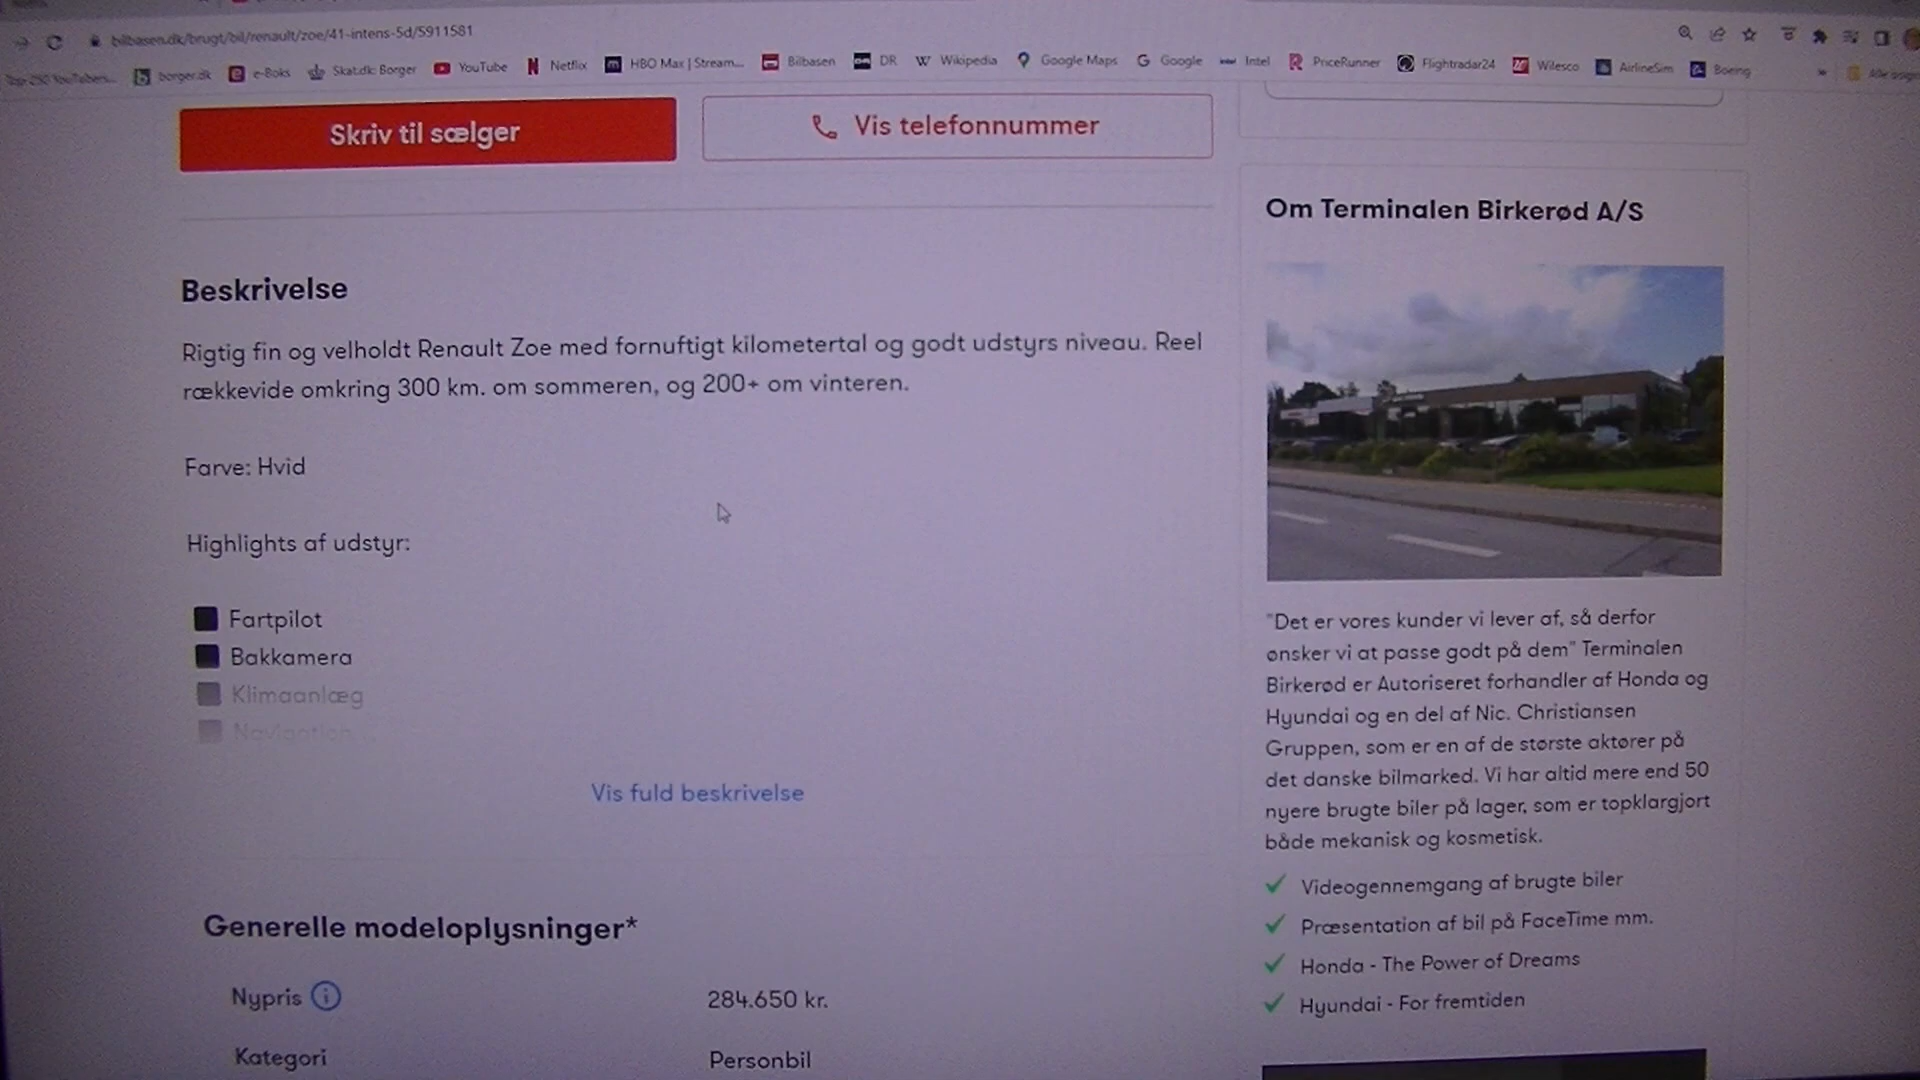 bilbasen.dk/brugt/bil/renault/zoe/41-intens-5d/5911581
borger.dk e-Boks Skat.dk: Borger YouTube Netflix HBO Max | Stream... Bilbasen DR Wikipedia Google Maps Google Intel PriceRunner Flightradar24 Wilesco AirlineSim Boeing »
Skriv til sælger
Vis telefonnummer
Beskrivelse
Rigtig fin og velholdt Renault Zoe med fornuftigt kilometertal og godt udstyrs niveau. Reel
rækkevide omkring 300 km. om sommeren, og 200+ om vinteren.
Farve: Hvid
Highlights af udstyr:
Fartpilot
Bakkamera
Klimaanlæg
Navigation
Vis fuld beskrivelse
Generelle modeloplysninger*
Nypris 284.650 kr.
Kategori Personbil
Om Terminalen Birkerød A/S
"Det er vores kunder vi lever af, så derfor
ønsker vi at passe godt på dem" Terminalen
Birkerød er Autoriseret forhandler af Honda og
Hyundai og en del af Nic. Christiansen
Gruppen, som er en af de største aktører på
det danske bilmarked. Vi har altid mere end 50
nyere brugte biler på lager, som er topklargjort
både mekanisk og kosmetisk.
Videogennemgang af brugte biler
Præsentation af bil på FaceTime mm.
Honda - The Power of Dreams
Hyundai - For fremtiden